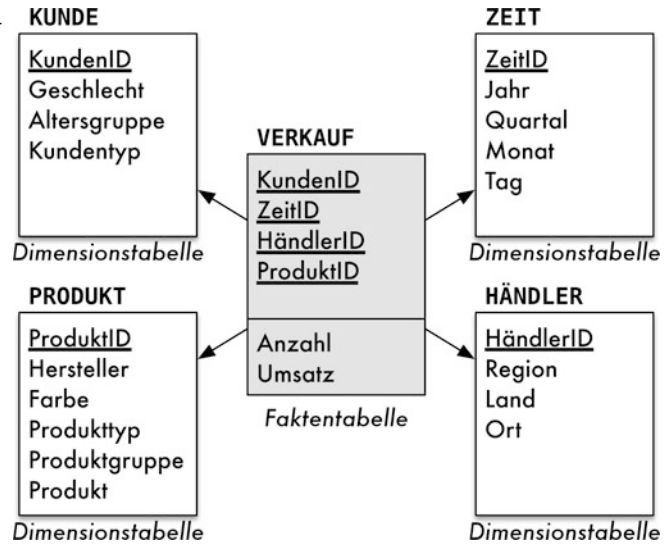 KUNDE
KundenID
Geschlecht
Altersgruppe
Kundentyp
Dimensionstabelle
ZEIT
ZeitID
Jahr
Quartal
Monat
Tag
Dimensionstabelle
VERKAUF
KundenID
ZeitID
HändlerID
ProduktID
Anzahl
Umsatz
Faktentabelle
PRODUKT
ProduktID
Hersteller
Farbe
Produkttyp
Produktgruppe
Produkt
Dimensionstabelle
HÄNDLER
HändlerID
Region
Land
Ort
Dimensionstabelle